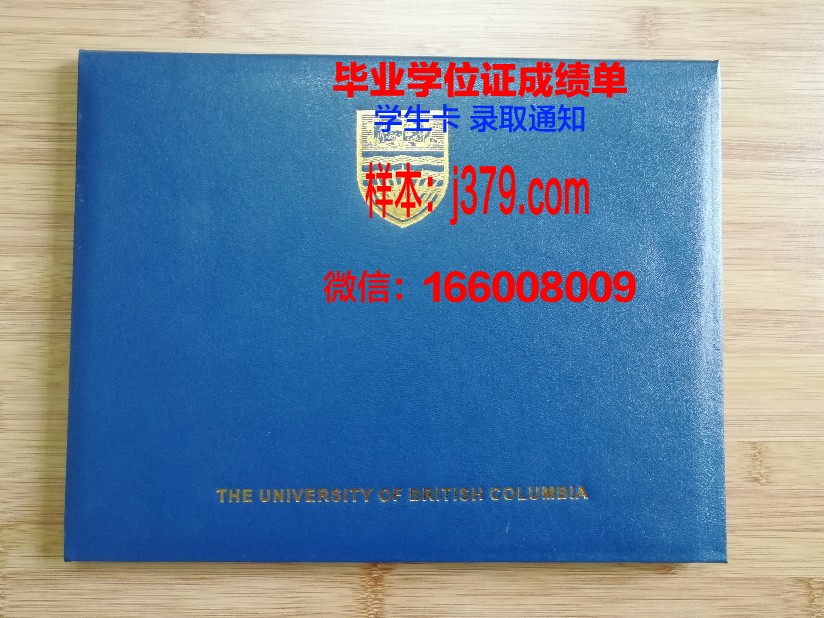 毕业学位证成绩单
学生卡 录取通知
样本：j379.com
微信：166008009
THE UNIVERSITY OF BRITISH COLUMBIA